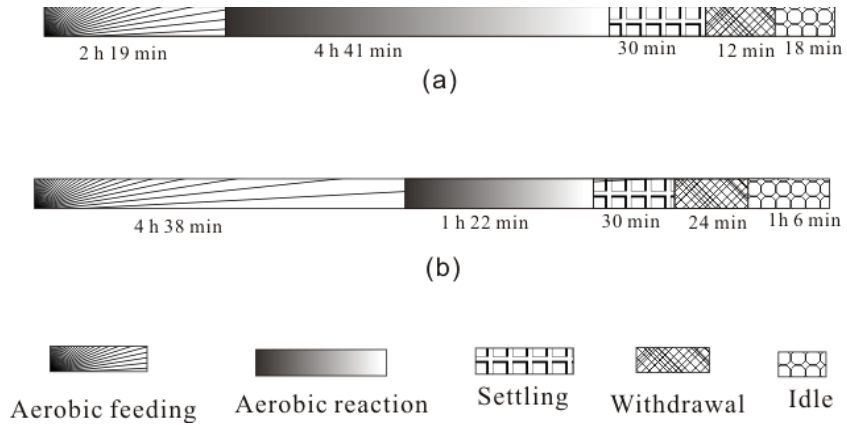 2 h 19 min 4 h 41 min 30 min 12 min 18 min
(a)
4 h 38 min 1 h 22 min 30 min 24 min 1h 6 min
(b)
Aerobic feeding Aerobic reaction Settling Withdrawal Idle